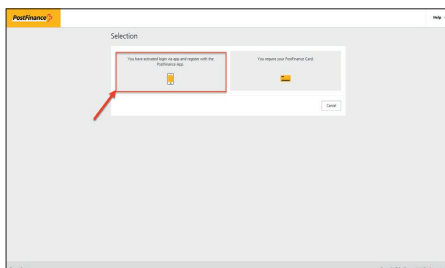 PostFinance
Help
Selection
You have activated login via app and register with the
PostFinance App.
You require your PostFinance Card
Cancel